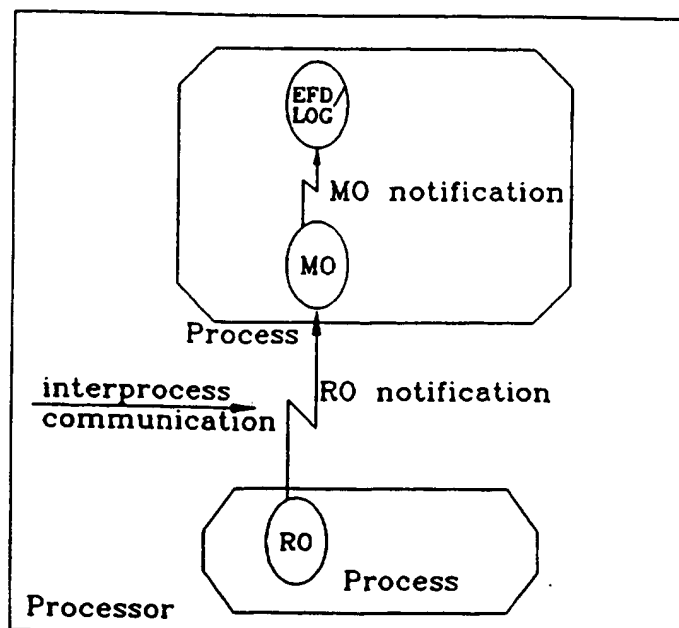 EFD/
LOG
MO notification
MO
Process
interprocess
communication
RO notification
RO
Process
Processor